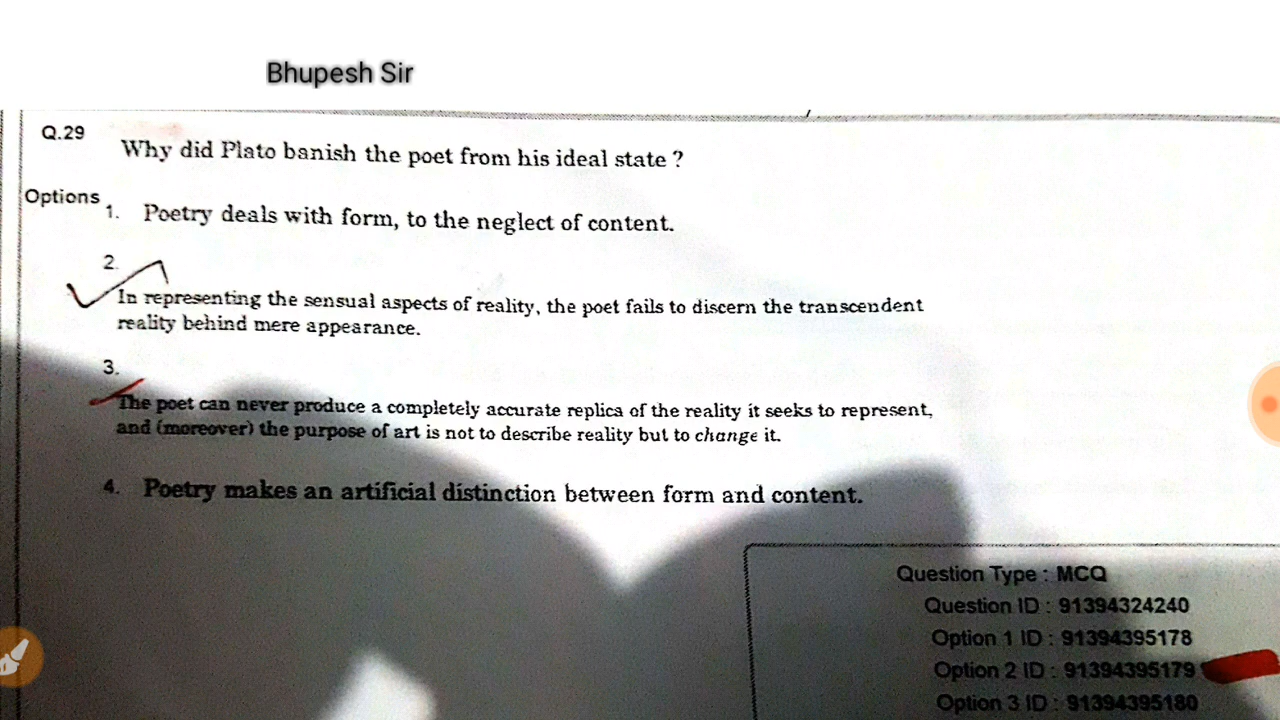 Bhupesh Sir
Q.29
Why did Plato banish the poet from his ideal state ?
Options
1. Poetry deals with form, to the neglect of content.
2.
In representing the sensual aspects of reality, the poet fails to discern the transcendent
reality behind mere appearance.
3.
The poet can never produce a completely accurate replica of the reality it seeks to represent,
and (moreover) the purpose of art is not to describe reality but to change it.
4. Poetry makes an artificial distinction between form and content.
Question Type : MCQ
Question ID : 91394324240
Option 1 ID : 91394395178
Option 2 ID : 91394395179
Option 3 ID : 91394395180